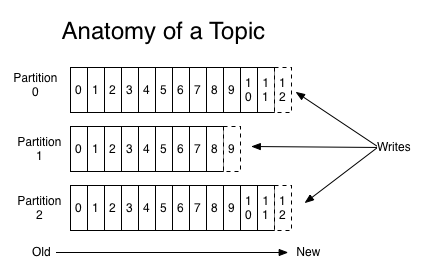 Anatomy of a Topic
Partition
0
0 1 2 3 4 5 6 7 8 9 10 11 12
Partition
1
0 1 2 3 4 5 6 7 8 9
Writes
Partition
2
0 1 2 3 4 5 6 7 8 9 10 11 12
Old New